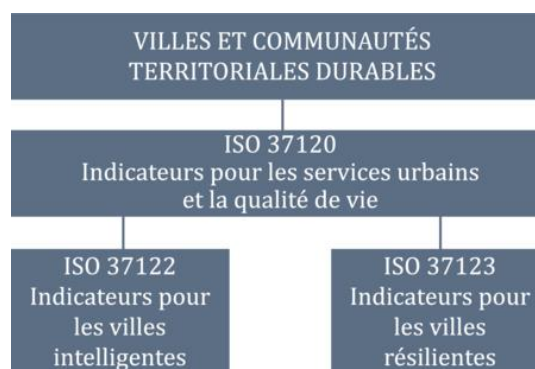 VILLES ET COMMUNAUTÉS
TERRITORIALES DURABLES
ISO 37120
Indicateurs pour les services urbains
et la qualité de vie
ISO 37122
Indicateurs pour
les villes
intelligentes
ISO 37123
Indicateurs pour
les villes
résilientes